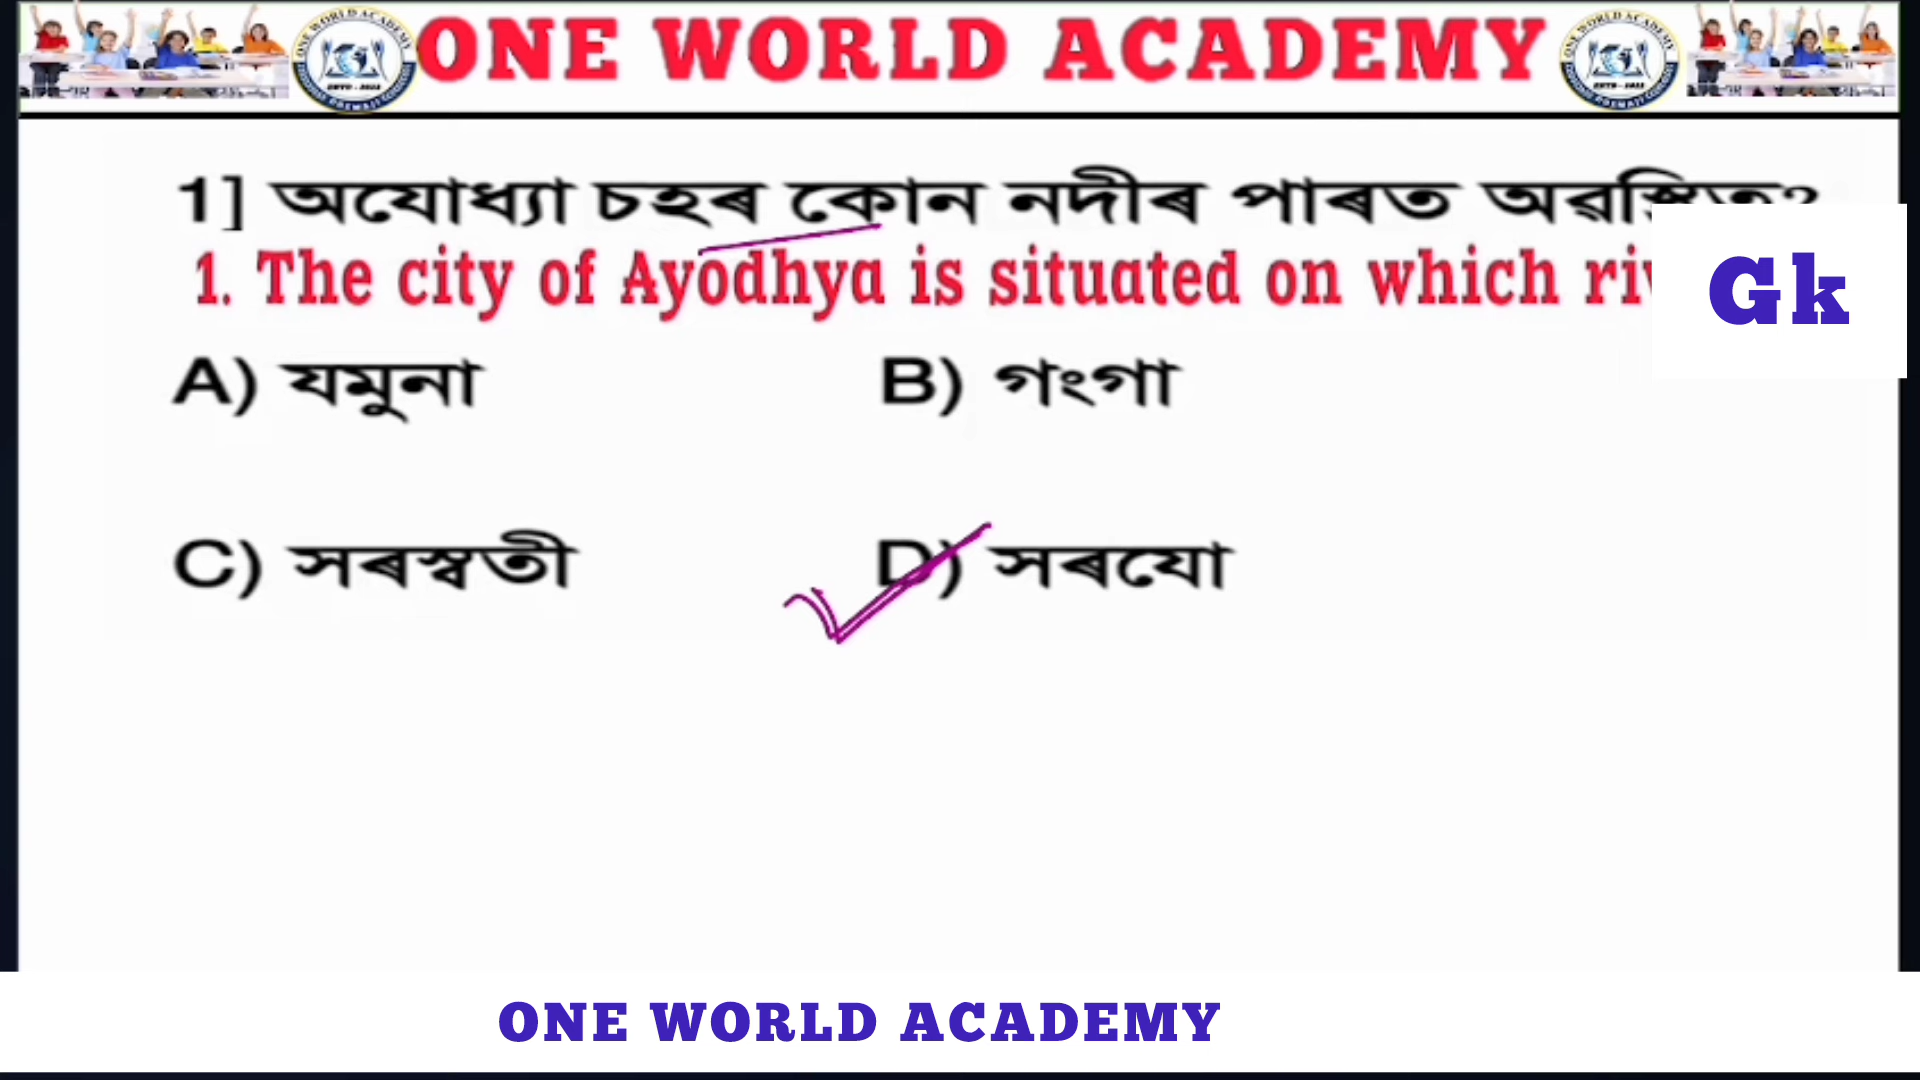 ONE WORLD ACADEMY
1] অযোধ্যা চহৰ কোন নদীৰ পাৰত অৱস্থিত?
1. The city of Ayodhya is situated on which
Gk
A) যমুনা
B) গংগা
C) সৰস্বতী
D) সৰযো
ONE WORLD ACADEMY